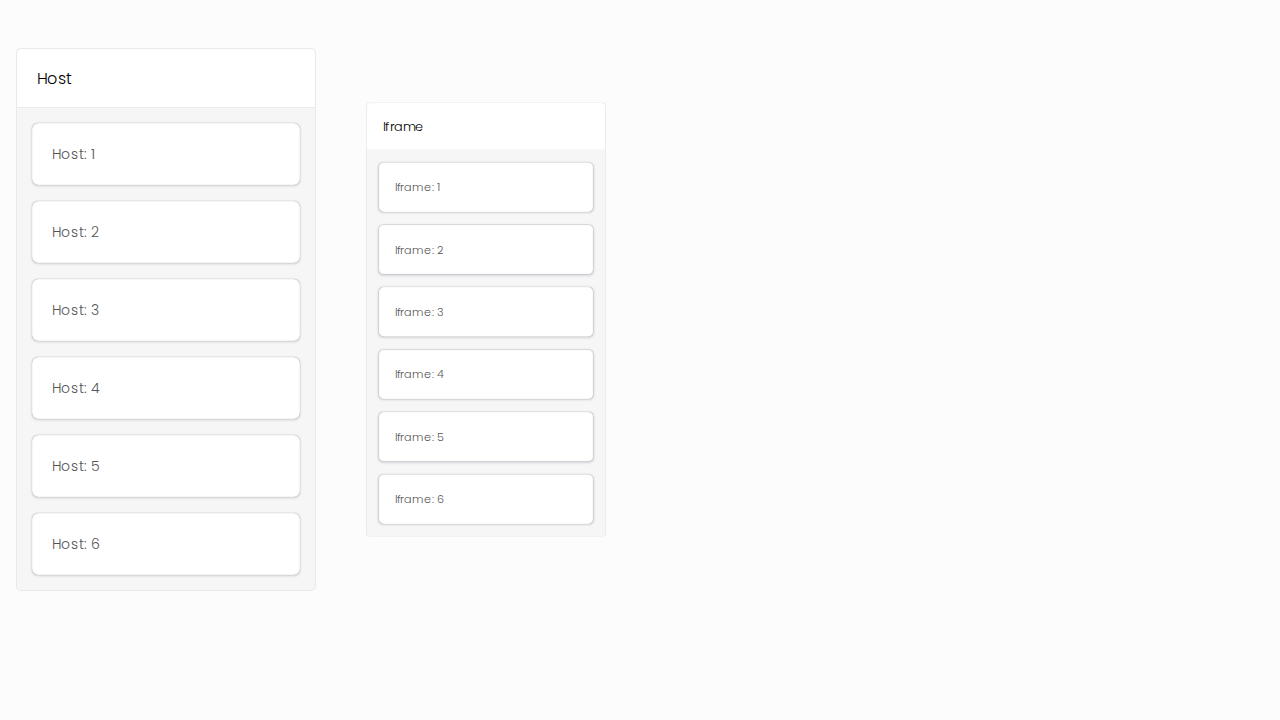 Host
Host: 1
Host: 2
Host: 3
Host: 4
Host: 5
Host: 6
Iframe
Iframe: 1
Iframe: 2
Iframe: 3
Iframe: 4
Iframe: 5
Iframe: 6